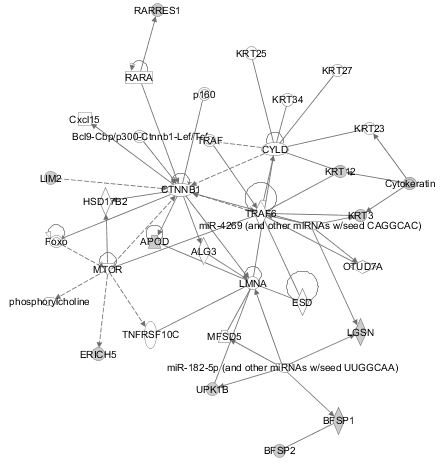 RARRES1
KRT25
RARA
KRT27
p160
KRT34
Cxcl15
KRT23
Bcl9-Cbp/p300-Ctnnb1-Lef/Tcf
TRAF
CYLD
LIM2
KRT12
Cytokeratin
CTNNB1
HSD17B2
TRAF6
KRT3
miR-4259 (and other miRNAs w/seed CAGGCAC)
Foxo
APOD
ALG3
MTOR
OTUD7A
LMNA
phosphorylcholine
ESD
TNFRSF10C
MFSD5
LGSN
ERICH5
miR-182-5p (and other miRNAs w/seed UUGGCAA)
UPK1B
BFSP1
BFSP2